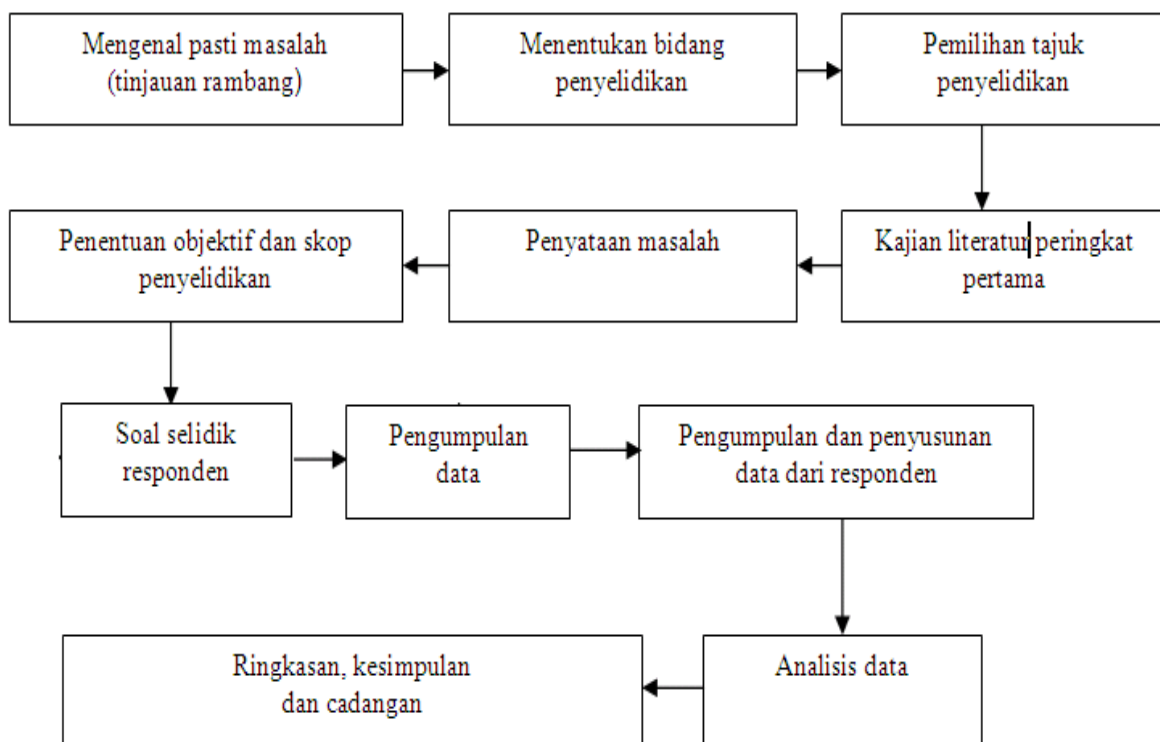 Mengenal pasti masalah
(tinjauan rambang)
Menentukan bidang
penyelidikan
Pemilihan tajuk
penyelidikan
Kajian literatur peringkat
pertama
Penyataan masalah
Penentuan objektif dan skop
penyelidikan
Soal selidik
responden
Pengumpulan
data
Pengumpulan dan penyusunan
data dari responden
Analisis data
Ringkasan, kesimpulan
dan cadangan